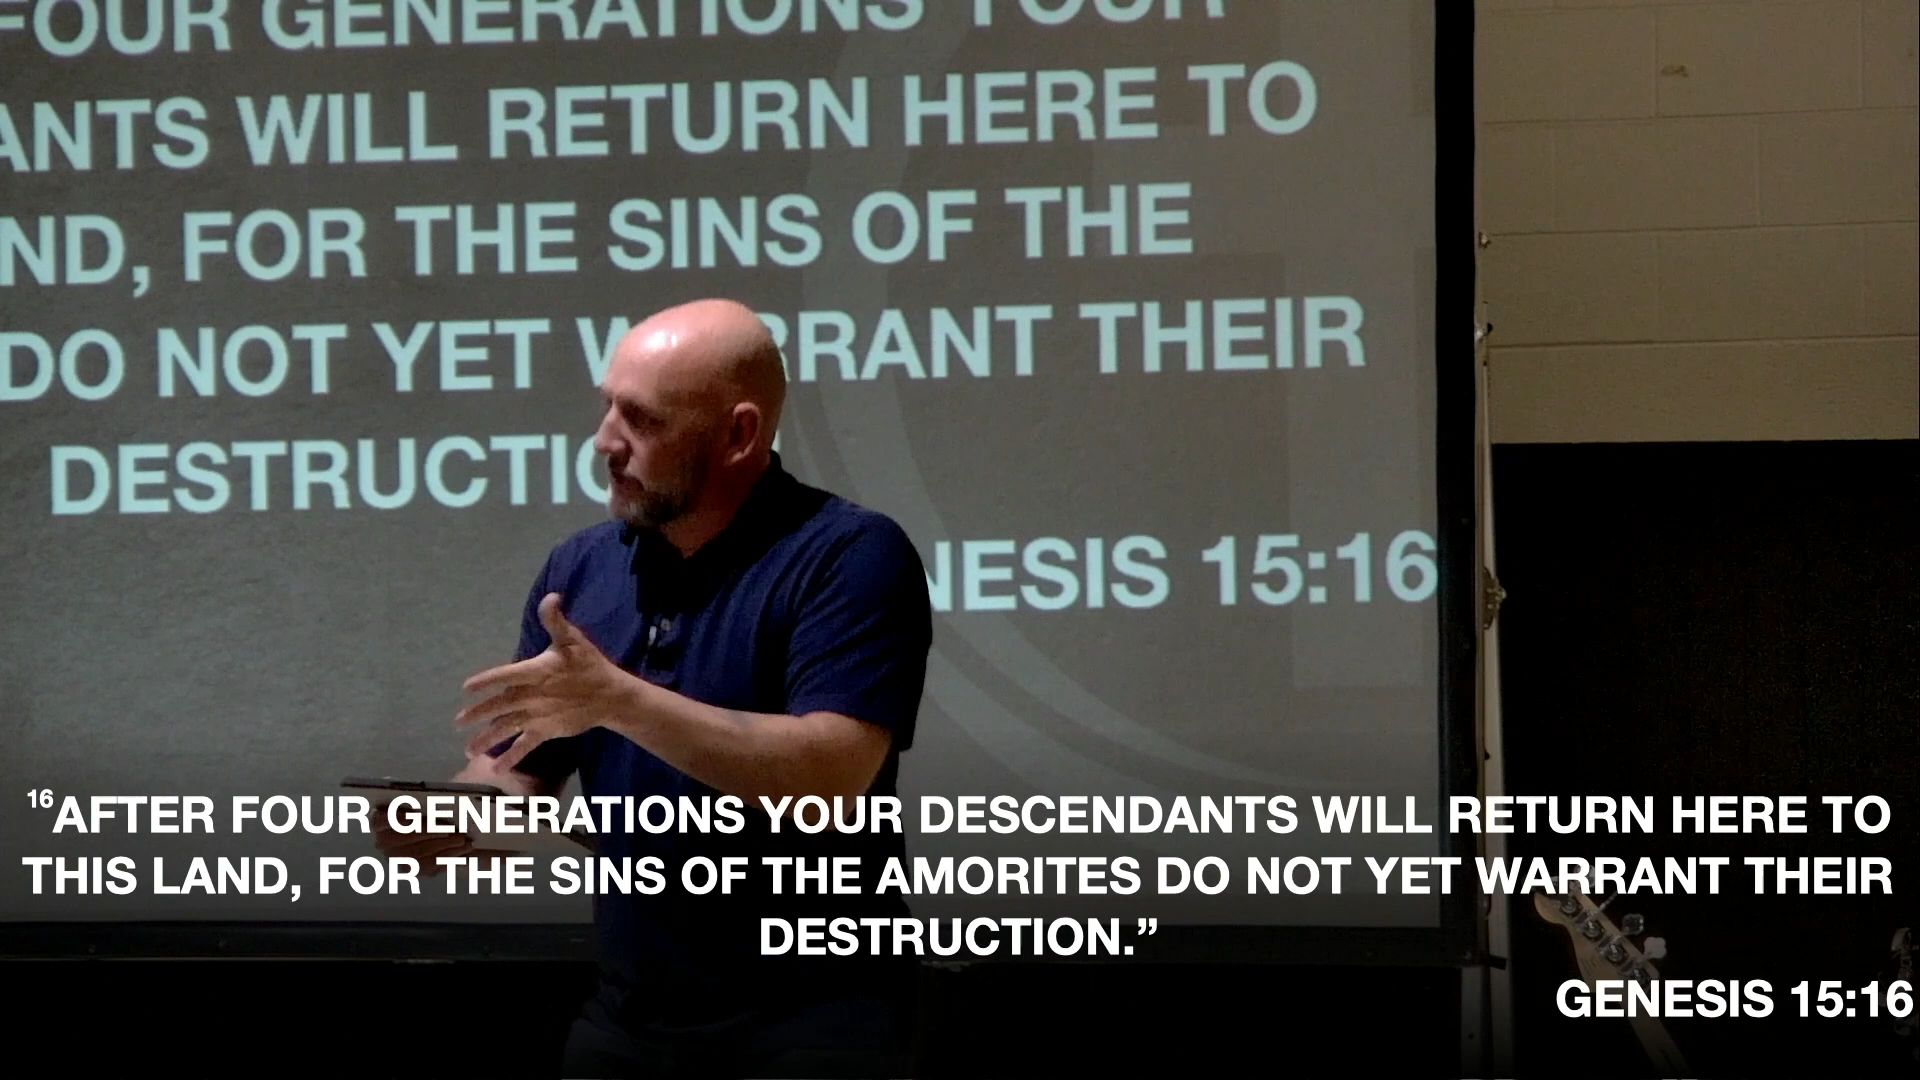 FOUR GENERATIONS YOUR
ANTS WILL RETURN HERE TO
ND, FOR THE SINS OF THE
DO NOT YET W RRANT THEIR
DESTRUCTIO
NESIS 15:16
16AFTER FOUR GENERATIONS YOUR DESCENDANTS WILL RETURN HERE TO
THIS LAND, FOR THE SINS OF THE AMORITES DO NOT YET WARRANT THEIR
DESTRUCTION.”
GENESIS 15:16